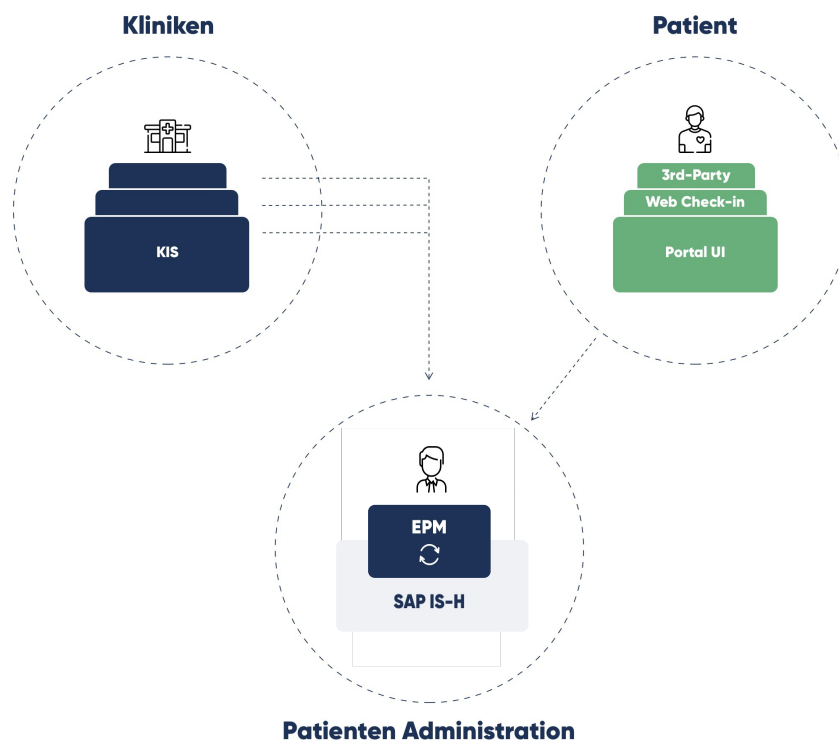 Kliniken
Patient
KIS
3rd-Party
Web Check-in
Portal UI
EPM
SAP IS-H
Patienten Administration